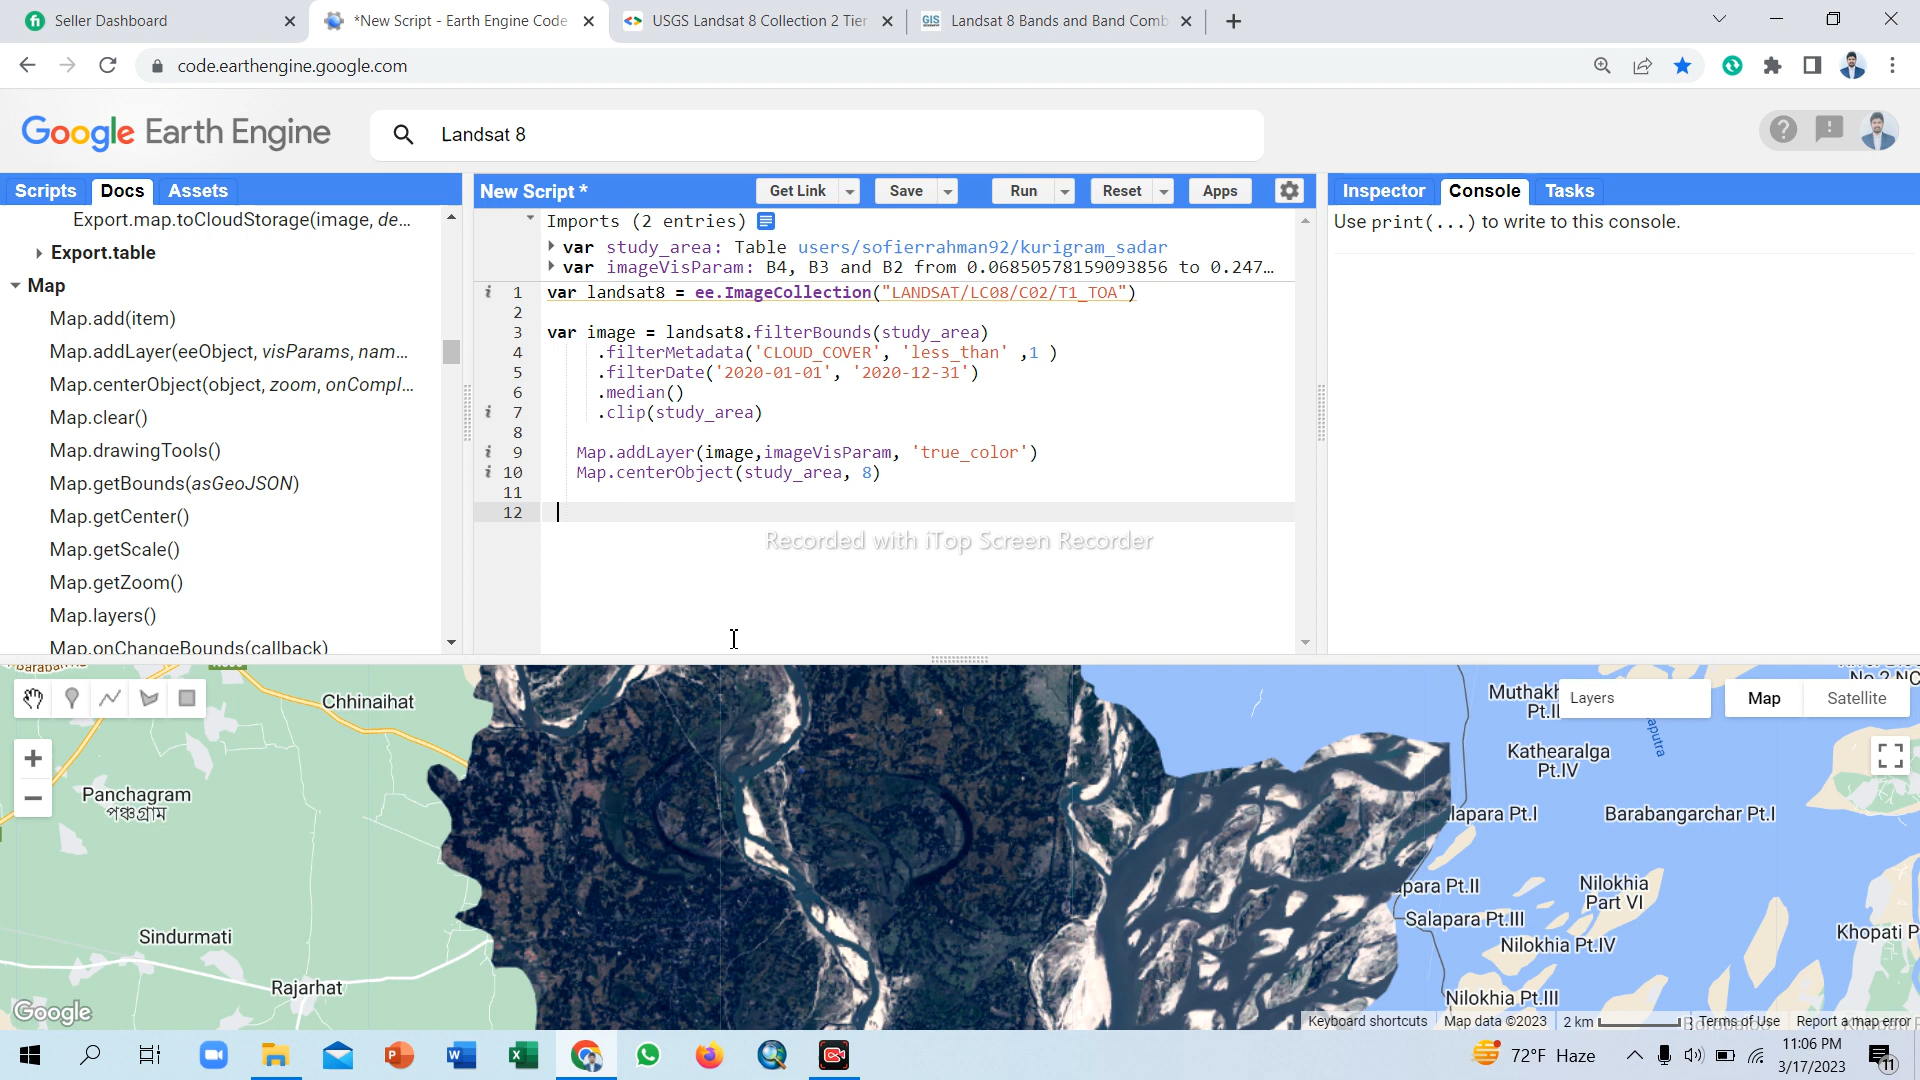 Seller Dashboard
*New Script - Earth Engine Code
USGS Landsat 8 Collection 2 Tier
GIS
Landsat 8 Bands and Band Comb
code.earthengine.google.com
Google Earth Engine
Landsat 8
Scripts
Docs
Assets
Export.map.toCloudStorage(image, de...
Export.table
Map
Map.add(item)
Map.addLayer(eeObject, visParams, nam...
Map.centerObject(object, zoom, onCompl...
Map.clear()
Map.drawingTools()
Map.getBounds(asGeoJSON)
Map.getCenter()
Map.getScale()
Map.getZoom()
Map.layers()
Map.onChangeBounds(callback)
New Script *
Get Link
Save
Run
Reset
Apps
Imports (2 entries)
var study_area: Table users/sofierrahman92/kurigram_sadar
var imageVisParam: B4, B3 and B2 from 0.06850578159093856 to 0.247...
1 var landsat8 = ee.ImageCollection("LANDSAT/LC08/C02/T1_TOA")
2
3 var image = landsat8.filterBounds(study_area)
4 .filterMetadata('CLOUD_COVER', 'less_than' ,1 )
5 .filterDate('2020-01-01', '2020-12-31')
6 .median()
7 .clip(study_area)
8
9 Map.addLayer(image,imageVisParam, 'true_color')
10 Map.centerObject(study_area, 8)
11
12
Recorded with iTop Screen Recorder
Inspector
Console
Tasks
Use print(...) to write to this console.
Chhinaihat
Panchagram
পঞ্চগ্রাম
Sindurmati
Rajarhat
Google
Layers
Map
Satellite
Kathearalga
Pt.IV
Barabangarchar Pt.I
Nilokhia
Part VI
Salapara Pt.III
Nilokhia Pt.IV
Khopati P
Nilokhia Pt.III
Keyboard shortcuts
Map data ©2023
2 km
Terms of Use
Report a map error
72°F Haze
11:06 PM
3/17/2023
11